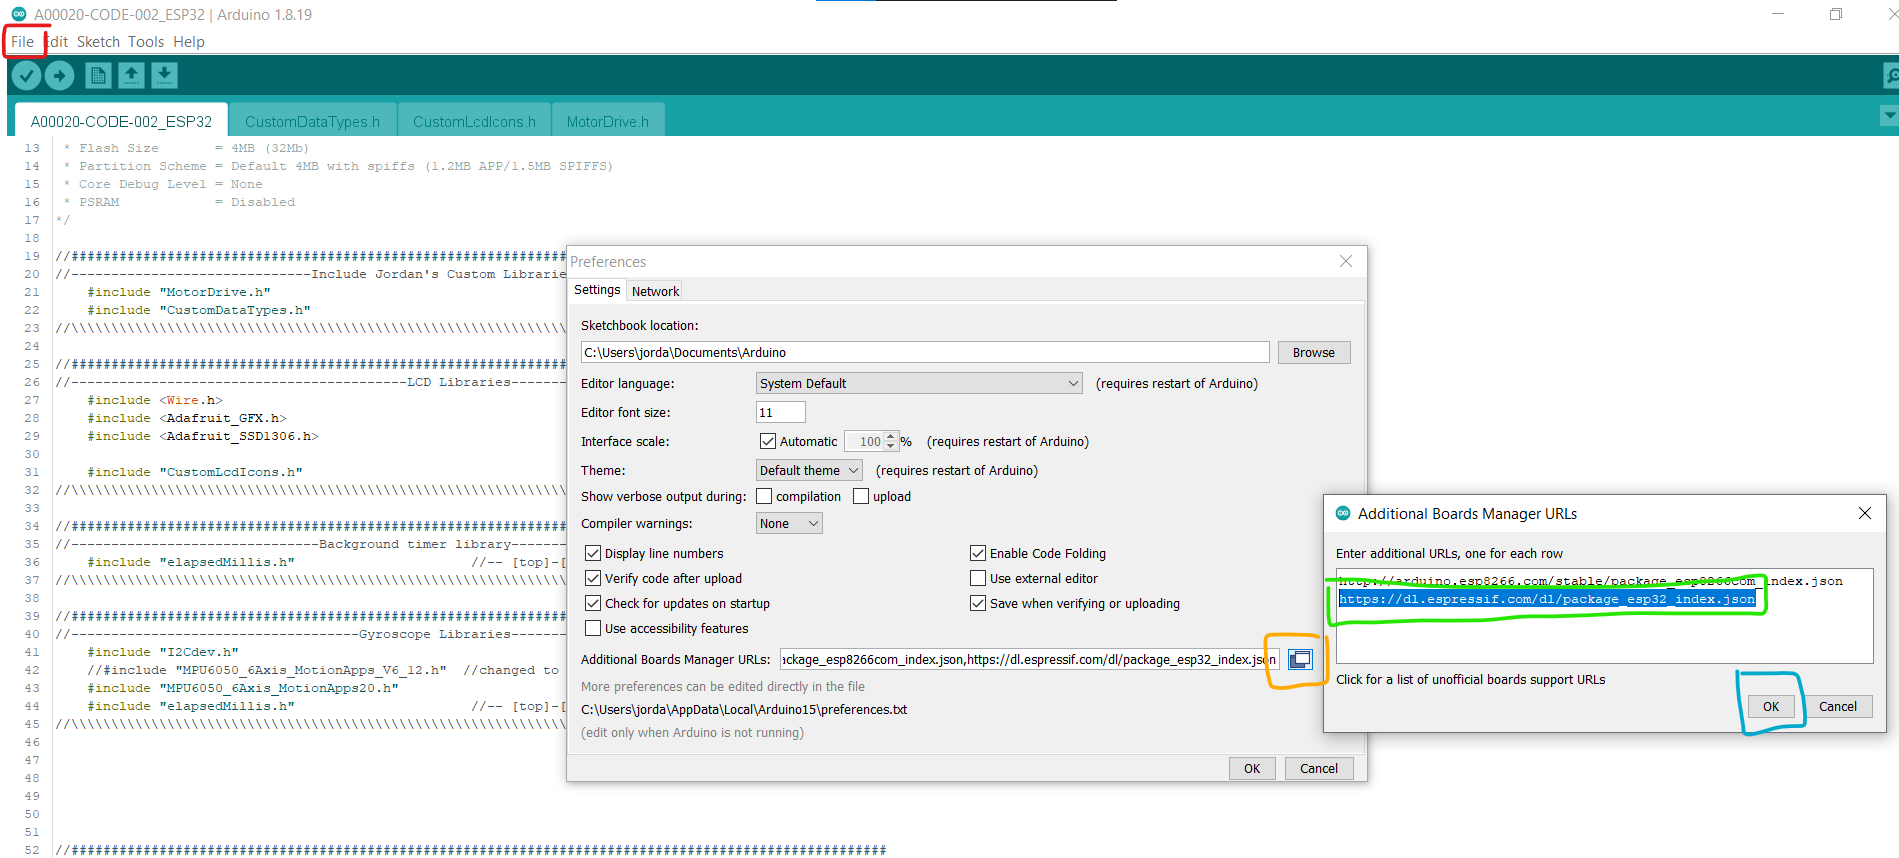 A00020-CODE-002_ESP32 | Arduino 1.8.19
File Edit Sketch Tools Help
A00020-CODE-002_ESP32 CustomDataTypes.h CustomLcdIcons.h MotorDrive.h
13 * Flash Size = 4MB (32Mb)
14 * Partition Scheme = Default 4MB with spiffs (1.2MB APP/1.5MB SPIFFS)
15 * Core Debug Level = None
16 * PSRAM = Disabled
17 */
18
19 //##############################################################
20 //------------------------------Include Jordan's Custom Librarie
21 #include "MotorDrive.h"
22 #include "CustomDataTypes.h"
23 //\\\\\\\\\\\\\\\\\\\\\\\\\\\\\\\\\\\\\\\\\\\\\\\\\\\\\\\\\\\\\\
24
25 //##############################################################
26 //------------------------------------------LCD Libraries-------
27 #include <Wire.h>
28 #include <Adafruit_GFX.h>
29 #include <Adafruit_SSD1306.h>
30
31 #include "CustomLcdIcons.h"
32 //\\\\\\\\\\\\\\\\\\\\\\\\\\\\\\\\\\\\\\\\\\\\\\\\\\\\\\\\\\\\\\
33
34 //##############################################################
35 //-------------------------------Background timer library-------
36 #include "elapsedMillis.h" //-- [top]-[
37 //\\\\\\\\\\\\\\\\\\\\\\\\\\\\\\\\\\\\\\\\\\\\\\\\\\\\\\\\\\\\\\
38
39 //##############################################################
40 //------------------------------------Gyroscope Libraries-------
41 #include "I2Cdev.h"
42 //#include "MPU6050_6Axis_MotionApps_V6_12.h" //changed to
43 #include "MPU6050_6Axis_MotionApps20.h"
44 #include "elapsedMillis.h" //-- [top]-[
45 //\\\\\\\\\\\\\\\\\\\\\\\\\\\\\\\\\\\\\\\\\\\\\\\\\\\\\\\\\\\\\\
46
47
48
49
50
51
52 //######################################################################################################
Preferences
Settings Network
Sketchbook location:
C:\Users\jorda\Documents\Arduino Browse
Editor language: System Default (requires restart of Arduino)
Editor font size: 11
Interface scale: Automatic 100 % (requires restart of Arduino)
Theme: Default theme (requires restart of Arduino)
Show verbose output during: compilation upload
Compiler warnings: None
Display line numbers Enable Code Folding
Verify code after upload Use external editor
Check for updates on startup Save when verifying or uploading
Use accessibility features
Additional Boards Manager URLs: ackage_esp8266com_index.json,https://dl.espressif.com/dl/package_esp32_index.json
More preferences can be edited directly in the file
C:\Users\jorda\AppData\Local\Arduino15\preferences.txt
(edit only when Arduino is not running)
OK Cancel
Additional Boards Manager URLs
Enter additional URLs, one for each row
http://arduino.esp8266.com/stable/package_esp8266com_index.json
https://dl.espressif.com/dl/package_esp32_index.json
Click for a list of unofficial boards support URLs
OK Cancel